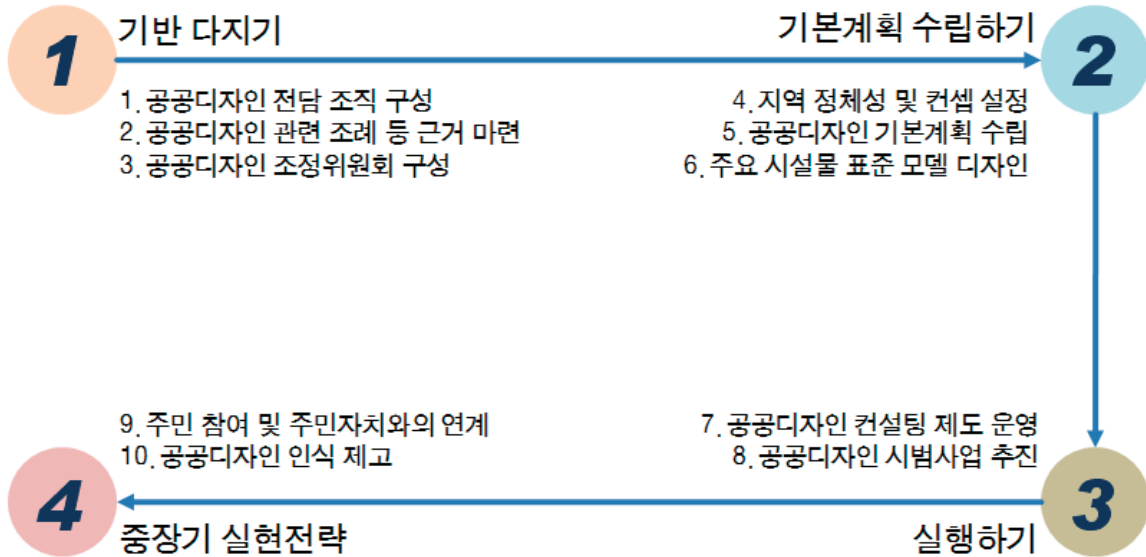 1
기반 다지기
1. 공공디자인 전담 조직 구성
2. 공공디자인 관련 조례 등 근거 마련
3. 공공디자인 조정위원회 구성
기본계획 수립하기
2
4. 지역 정체성 및 컨셉 설정
5. 공공디자인 기본계획 수립
6. 주요 시설물 표준 모델 디자인
7. 공공디자인 컨설팅 제도 운영
8. 공공디자인 시범사업 추진
3
실행하기
9. 주민 참여 및 주민자치와의 연계
10. 공공디자인 인식 제고
4
중장기 실현전략